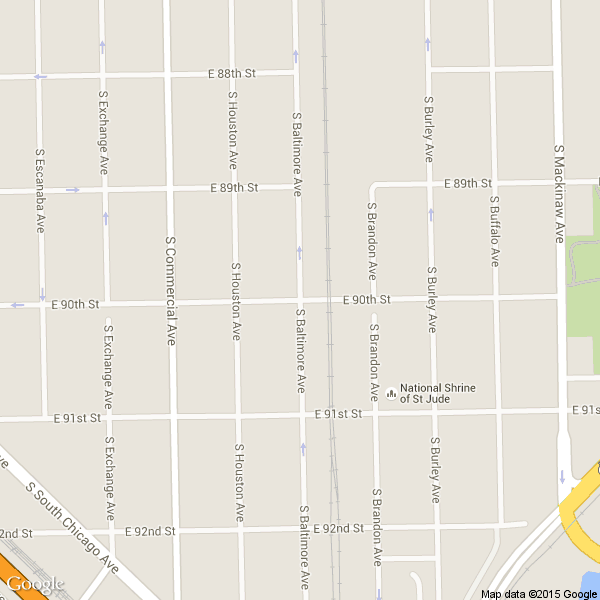 E 88th St
S Exchange Ave
S Houston Ave
S Baltimore Ave
S Burley Ave
S Escanaba Ave
S Mackinaw Ave
E 89th St
E 89th St
S Brandon Ave
S Buffalo Ave
S Commercial Ave
S Houston Ave
S Burley Ave
E 90th St
E 90th St
S Exchange Ave
S Baltimore Ave
S Brandon Ave
National Shrine
of St Jude
E 91st St
E 91st St
E 91s
S Exchange Ave
S Houston Ave
S Burley Ave
S South Chicago Ave
S Baltimore Ave
S Brandon Ave
2nd St
E 92nd St
E 92nd St
Google
Map data ©2015 Google